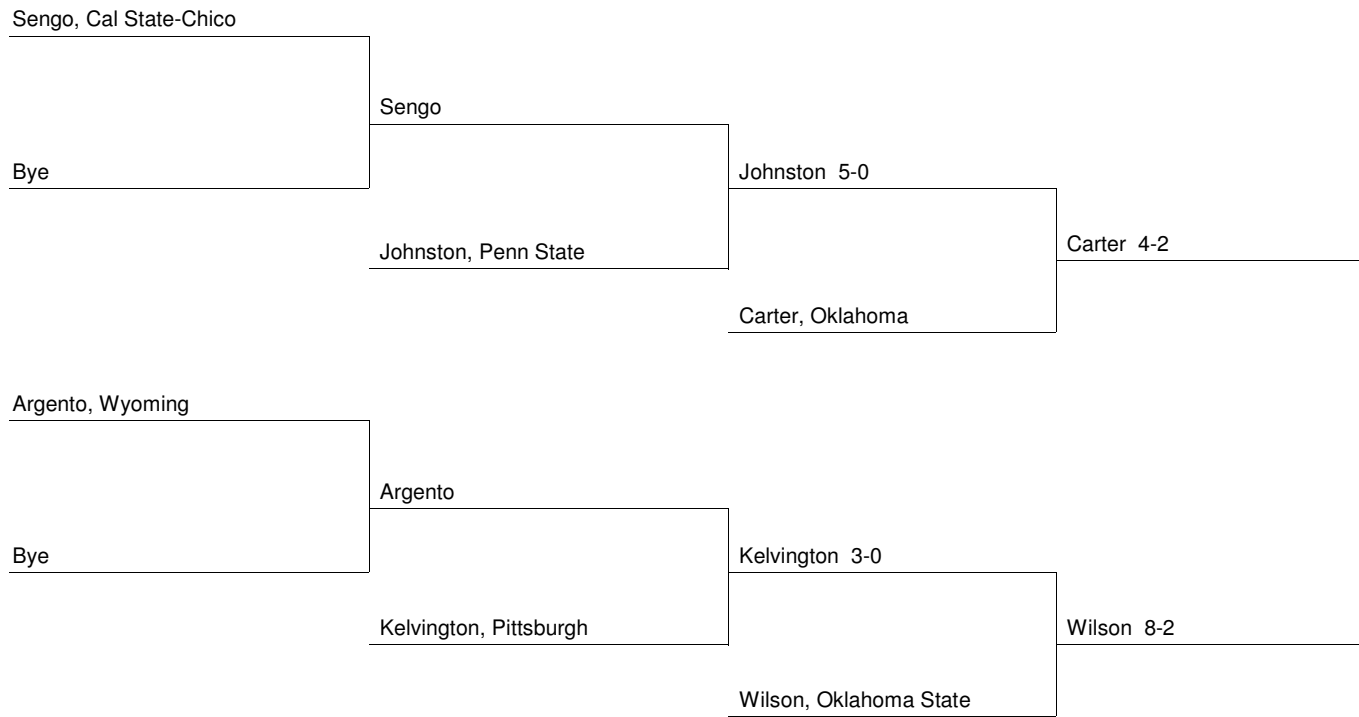 Sengo, Cal State-Chico
Sengo
Bye
Johnston  5-0
Carter  4-2
Johnston, Penn State
Carter, Oklahoma
Argento, Wyoming
Argento
Bye
Kelvington  3-0
Kelvington, Pittsburgh
Wilson  8-2
Wilson, Oklahoma State